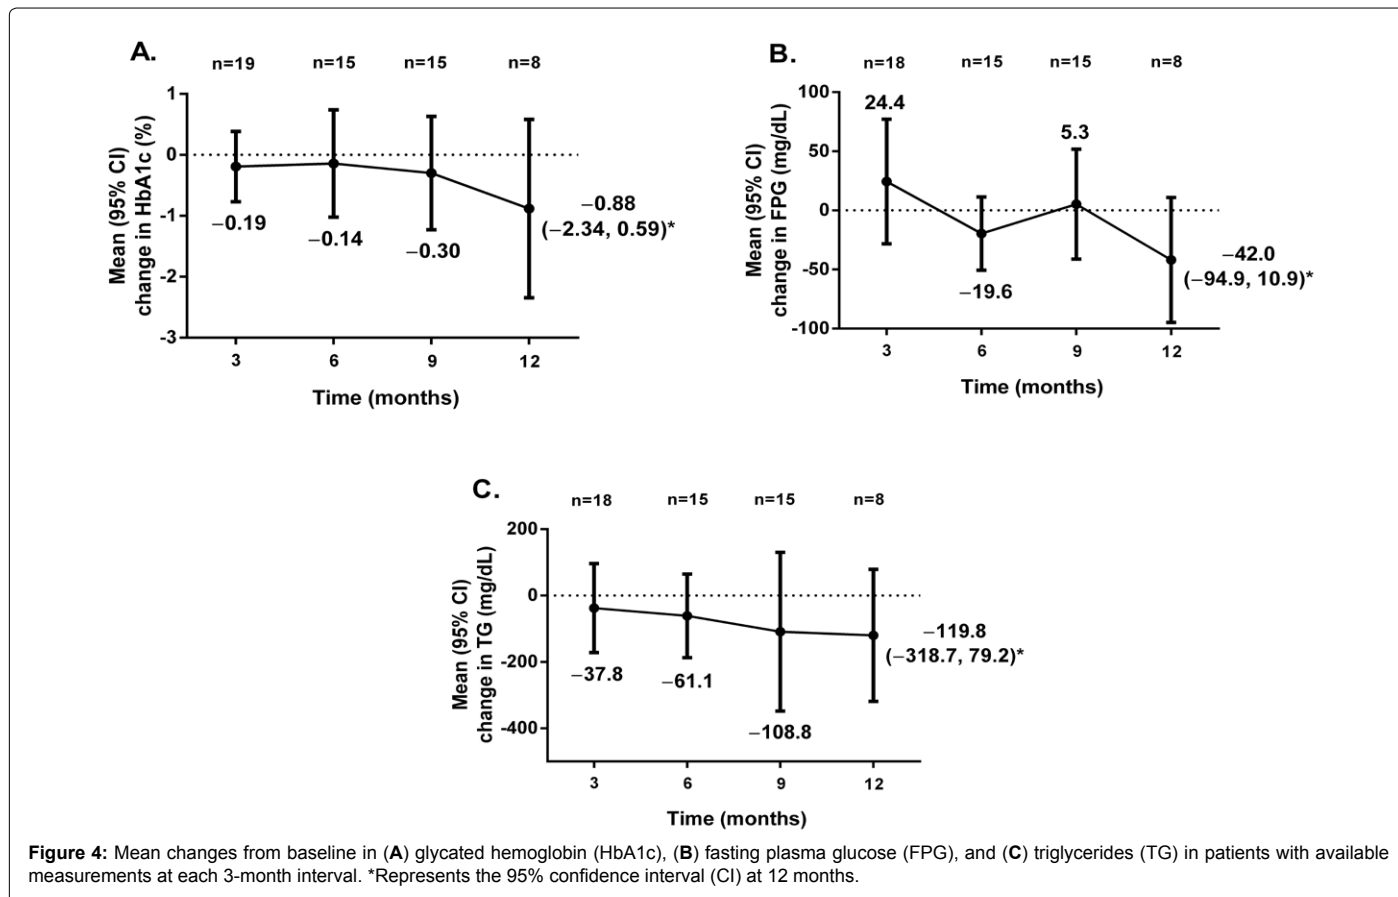 A.
n=19 n=15 n=15 n=8
Mean (95% CI)
change in HbA1c (%)
1
0
-1
-2
-3
−0.19
−0.14
−0.30
−0.88
(−2.34, 0.59)*
3 6 9 12
Time (months)
B.
n=18 n=15 n=15 n=8
Mean (95% CI)
change in FPG (mg/dL)
100
50
0
-50
-100
24.4
−19.6
5.3
−42.0
(−94.9, 10.9)*
3 6 9 12
Time (months)
C.
n=18 n=15 n=15 n=8
Mean (95% CI)
change in TG (mg/dL)
200
0
-200
-400
−37.8
−61.1
−108.8
−119.8
(−318.7, 79.2)*
3 6 9 12
Time (months)
Figure 4: Mean changes from baseline in (A) glycated hemoglobin (HbA1c), (B) fasting plasma glucose (FPG), and (C) triglycerides (TG) in patients with available
measurements at each 3-month interval. *Represents the 95% confidence interval (CI) at 12 months.